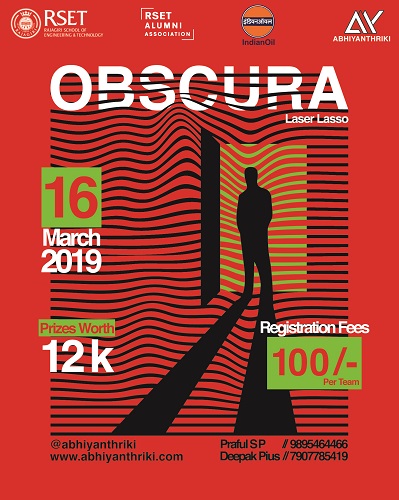 RSET
RAJAGIRI SCHOOL OF
ENGINEERING & TECHNOLOGY
RSET
ALUMNI
ASSOCIATION
इंडियनऑयल
IndianOil
ABHIYANTHRIKI
OBSCURA
Laser Lasso
16
March
2019
Prizes Worth
12k
Registration Fees
100/-
Per Team
@abhiyanthriki
www.abhiyanthriki.com
Praful S P // 9895464466
Deepak Pius // 7907785419